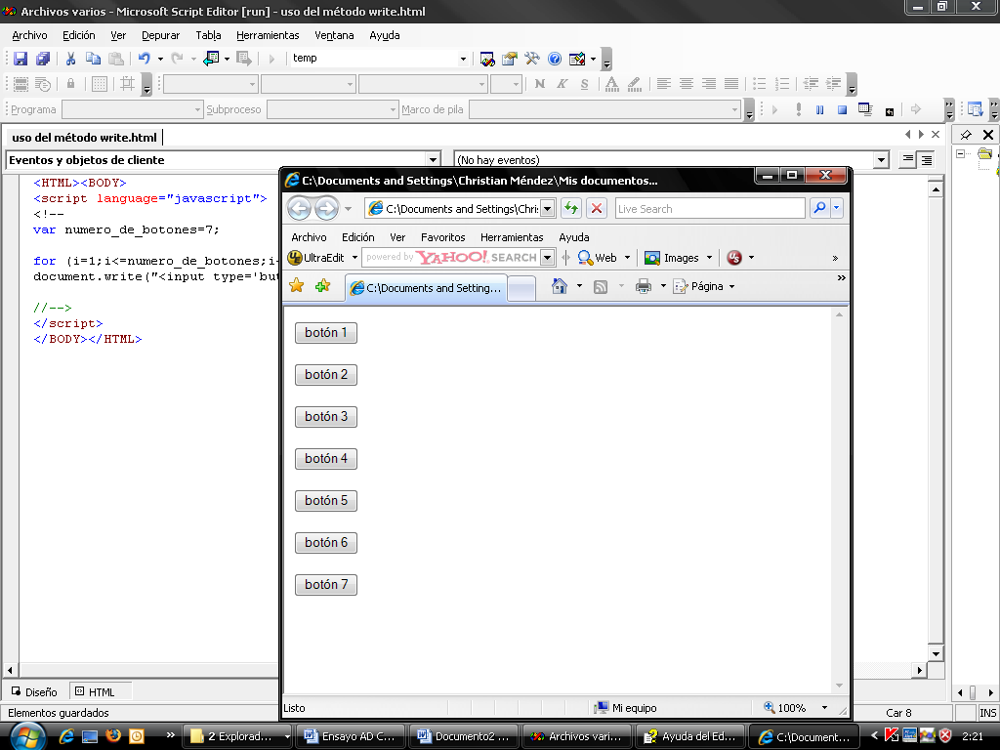 Archivos varios - Microsoft Script Editor [run] - uso del método write.html
Archivo Edición Ver Depurar Tabla Herramientas Ventana Ayuda
temp
N K S A
Programa Subproceso Marco de pila
uso del método write.html
Eventos y objetos de cliente (No hay eventos)
<HTML><BODY>
<script language="javascript">
<!--
var numero_de_botones=7;
for (i=1;i<=numero_de_botones;i
document.write("<input type='but
//-->
</script>
</BODY></HTML>
Diseño HTML
Elementos guardados Car 8 INS
C:\Documents and Settings\Christian Méndez\Mis documentos...
C:\Documents and Settings\Chris Live Search
Archivo Edición Ver Favoritos Herramientas Ayuda
UltraEdit powered by YAHOO! SEARCH Web Images
C:\Documents and Setting... Página
botón 1
botón 2
botón 3
botón 4
botón 5
botón 6
botón 7
Listo Mi equipo 100%
2 Explorad... Ensayo AD C... Documento2 ... Archivos vari... Ayuda del Ed... C:\Document... 2:21